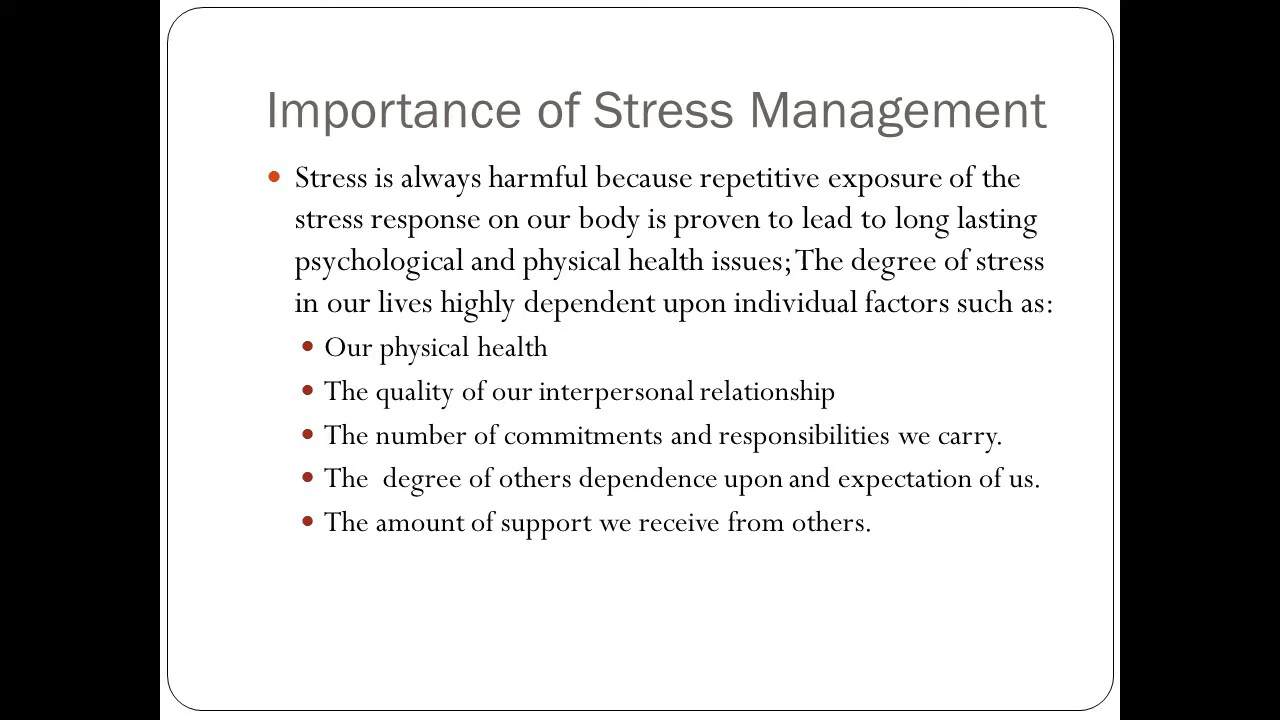 Importance of Stress Management
• Stress is always harmful because repetitive exposure of the
stress response on our body is proven to lead to long lasting
psychological and physical health issues; The degree of stress
in our lives highly dependent upon individual factors such as:
• Our physical health
• The quality of our interpersonal relationship
• The number of commitments and responsibilities we carry.
• The  degree of others dependence upon and expectation of us.
• The amount of support we receive from others.